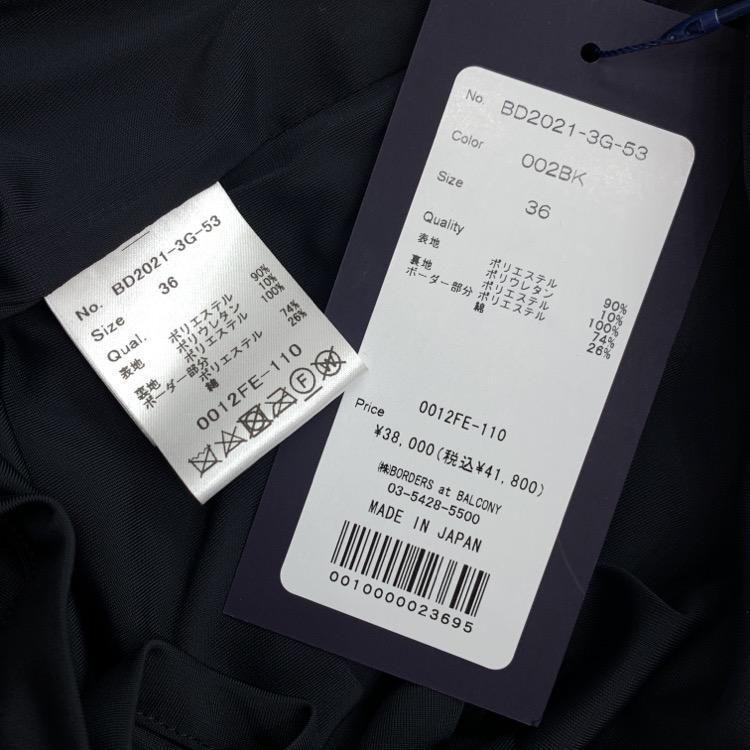 No. BD2021-3G-53
Size 36
Qual.
表地 ポリエステル 90%
ポリウレタン 10%
裏地 ポリエステル 100%
ボーダー部分 ポリエステル 74%
綿 26%
0012FE-110
No. BD2021-3G-53
Color 002BK
Size 36
Quality
表地 ポリエステル 90%
ポリウレタン 10%
裏地 ポリエステル 100%
ボーダー部分 ポリエステル 74%
綿 26%
0012FE-110
Price ¥38,000(税込¥41,800)
㈱BORDERS at BALCONY
03-5428-5500
MADE IN JAPAN
0010000023695